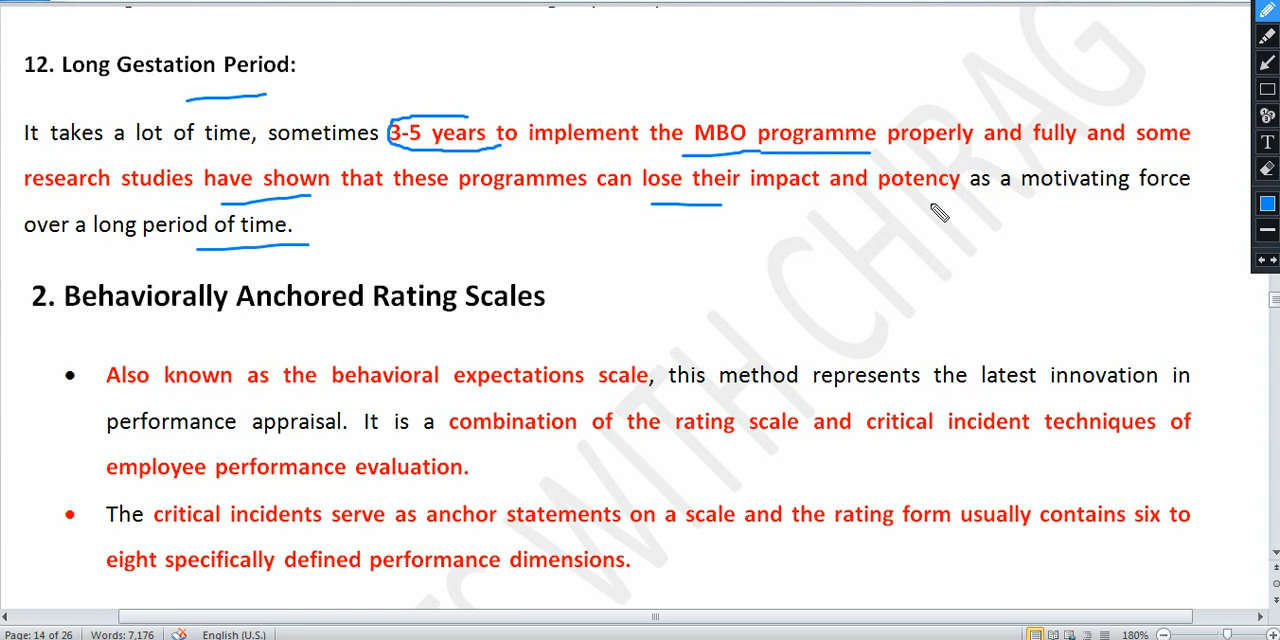 12. Long Gestation Period:
It takes a lot of time, sometimes 3-5 years to implement the MBO programme properly and fully and some
research studies have shown that these programmes can lose their impact and potency as a motivating force
over a long period of time.
2. Behaviorally Anchored Rating Scales
• Also known as the behavioral expectations scale, this method represents the latest innovation in
performance appraisal. It is a combination of the rating scale and critical incident techniques of
employee performance evaluation.
• The critical incidents serve as anchor statements on a scale and the rating form usually contains six to
eight specifically defined performance dimensions.
WITH CHIRAG
T
Page: 14 of 26 Words: 7,176 English (U.S.) 180%